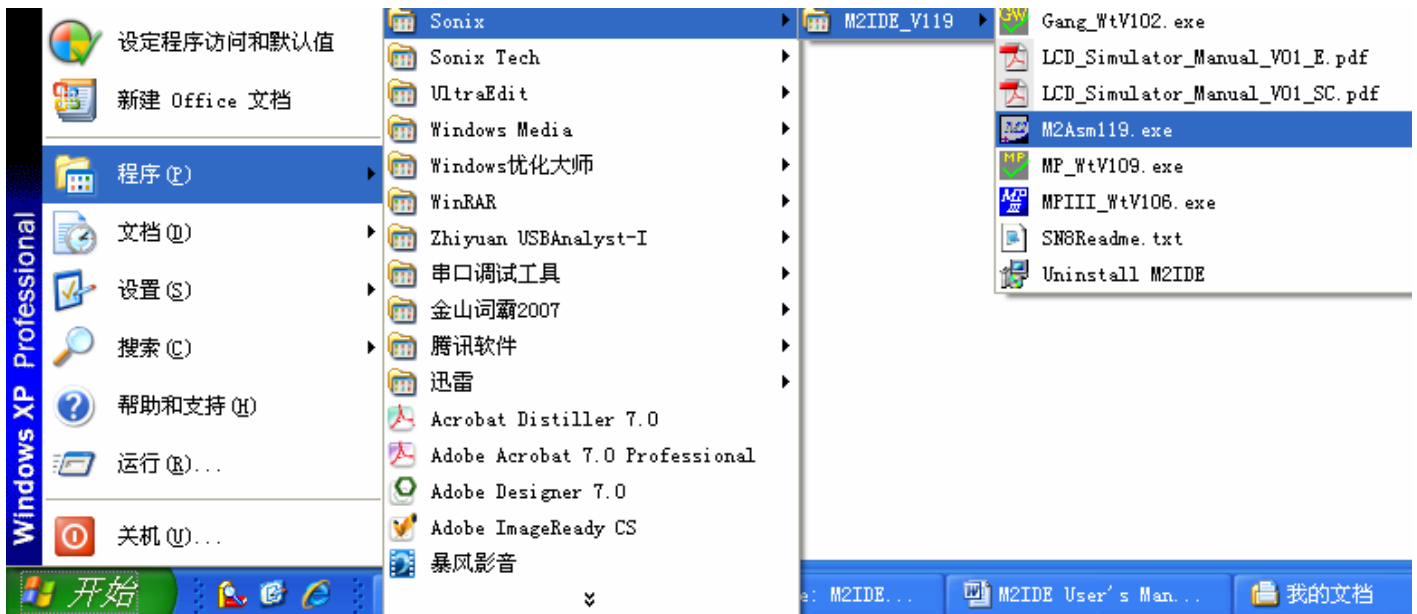 Windows XP Professional
设定程序访问和默认值
新建 Office 文档
程序(P)
文档(D)
设置(S)
搜索(C)
帮助和支持(H)
运行(R)...
关机(U)...
Sonix
Sonix Tech
UltraEdit
Windows Media
Windows优化大师
WinRAR
Zhiyuan USBAnalyst-I
串口调试工具
金山词霸2007
腾讯软件
迅雷
Acrobat Distiller 7.0
Adobe Acrobat 7.0 Professional
Adobe Designer 7.0
Adobe ImageReady CS
暴风影音
M2IDE_V119
Gang_WtV102.exe
LCD_Simulator_Manual_V01_E.pdf
LCD_Simulator_Manual_V01_SC.pdf
M2Asm119.exe
MP_WtV109.exe
MPIII_WtV106.exe
SN8Readme.txt
Uninstall M2IDE
开始
e: M2IDE...
M2IDE User's Man...
我的文档